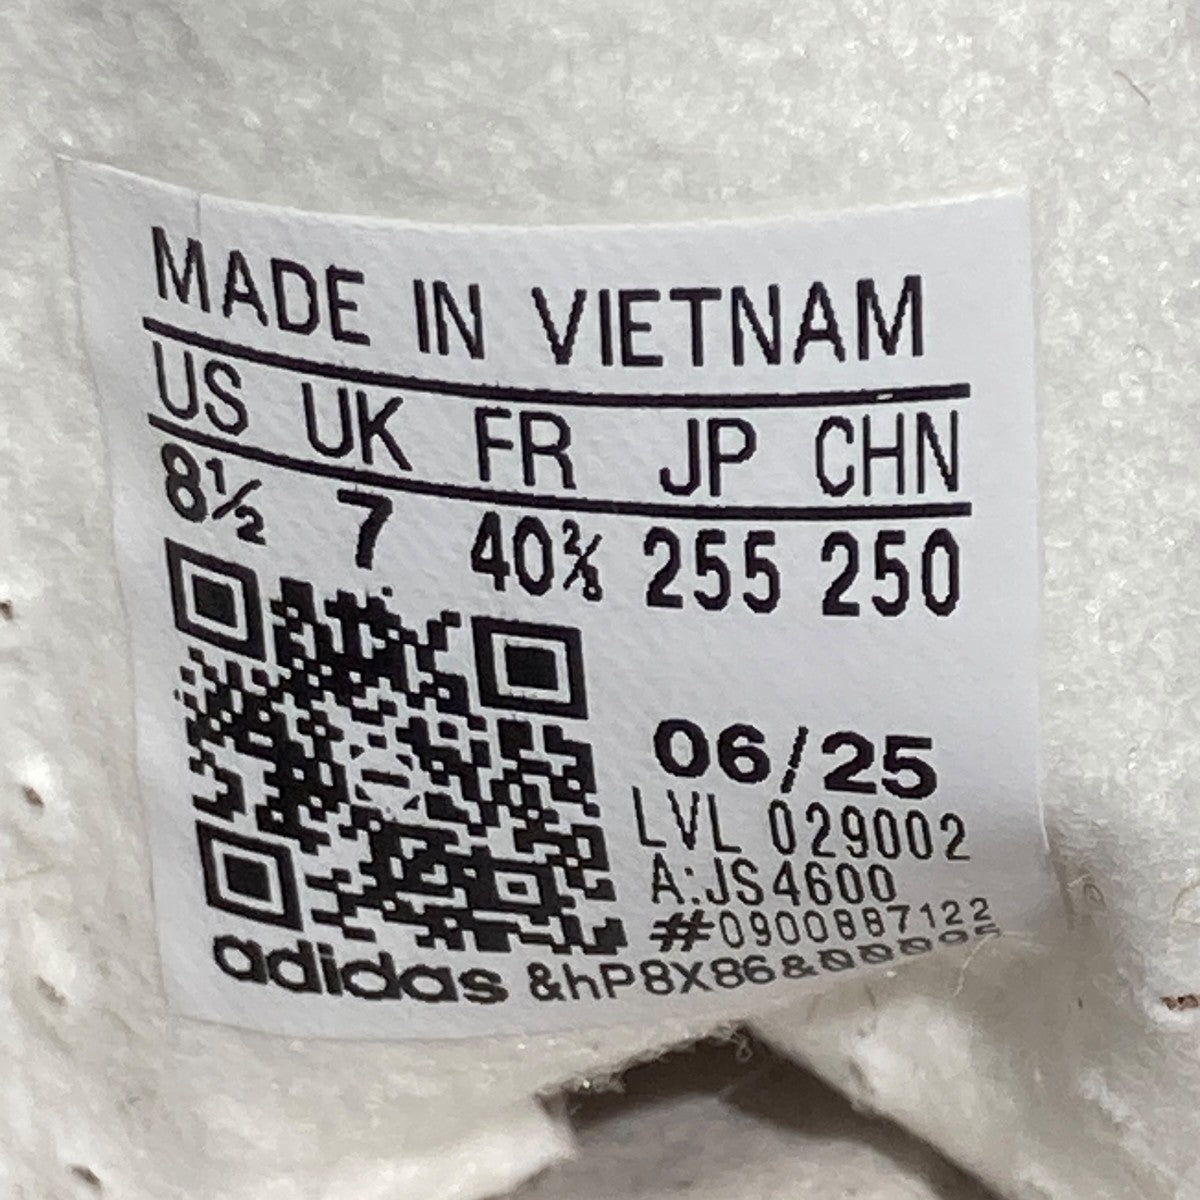 MADE IN VIETNAM
US UK FR JP CHN
8½ 7 40⅔ 255 250
06/25
LVL 029002
A:JS4600
#0900887122
adidas